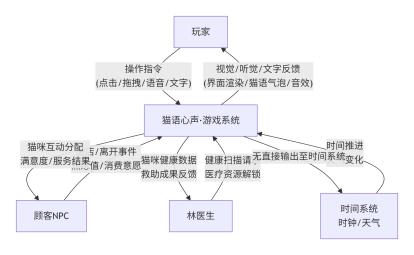 玩家
操作指令
(点击/拖拽/语音/文字)
视觉/听觉/文字反馈
(界面渲染/猫语气泡/音效)
猫语心声·游戏系统
猫咪互动分配
满意度/服务结果
/离开事件
值/消费意愿
猫咪健康数据
救助成果反馈
健康扫描请
医疗资源解锁
无直接输出至时间系统
时间推进
变化
顾客NPC
林医生
时间系统
时钟/天气